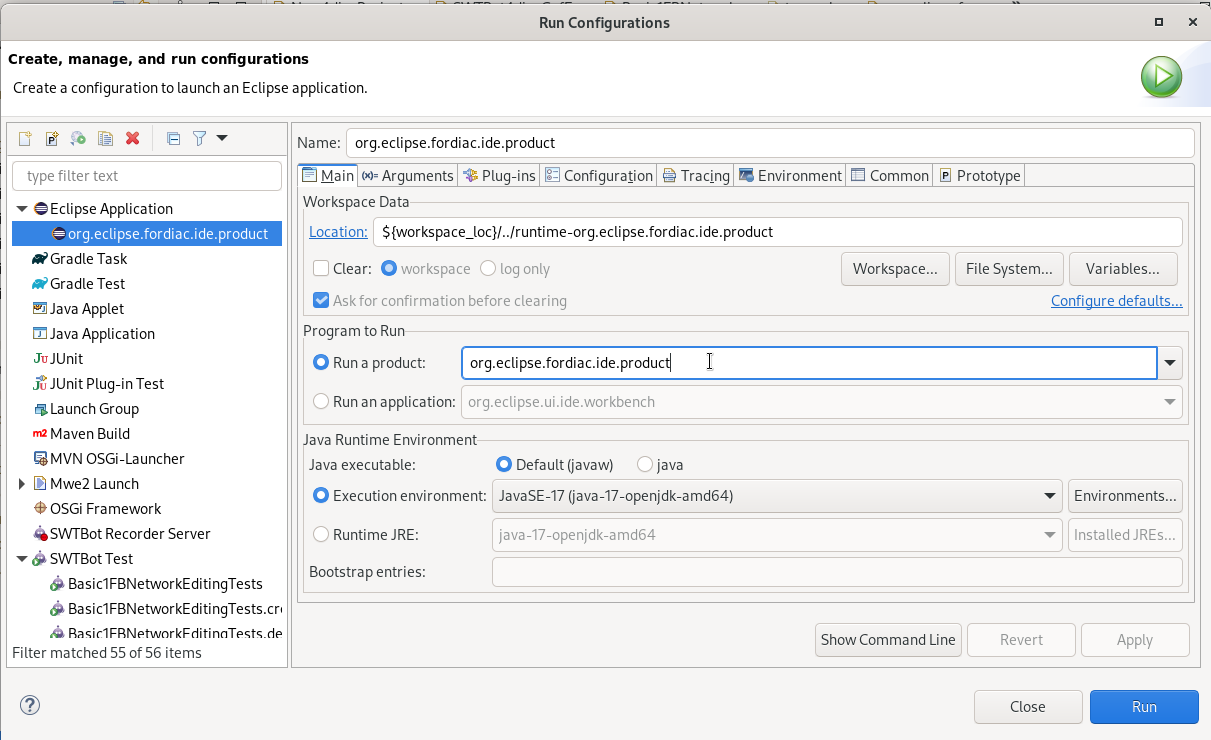 Run Configurations
Create, manage, and run configurations
Create a configuration to launch an Eclipse application.
type filter text
Eclipse Application
org.eclipse.fordiac.ide.product
Gradle Task
Gradle Test
Java Applet
Java Application
JUnit
JUnit Plug-in Test
Launch Group
Maven Build
MVN OSGi-Launcher
Mwe2 Launch
OSGi Framework
SWTBot Recorder Server
SWTBot Test
Basic1FBNetworkEditingTests
Basic1FBNetworkEditingTests.cr
Basic1FBNetworkEditingTests.de
Filter matched 55 of 56 items
Name: org.eclipse.fordiac.ide.product
Main Arguments Plug-ins Configuration Tracing Environment Common Prototype
Workspace Data
Location: ${workspace_loc}/../runtime-org.eclipse.fordiac.ide.product
Clear: workspace log only Workspace... File System... Variables...
Ask for confirmation before clearing Configure defaults...
Program to Run
Run a product: org.eclipse.fordiac.ide.product
Run an application: org.eclipse.ui.ide.workbench
Java Runtime Environment
Java executable: Default (javaw) java
Execution environment: JavaSE-17 (java-17-openjdk-amd64) Environments...
Runtime JRE: java-17-openjdk-amd64 Installed JREs...
Bootstrap entries:
Show Command Line Revert Apply
Close Run